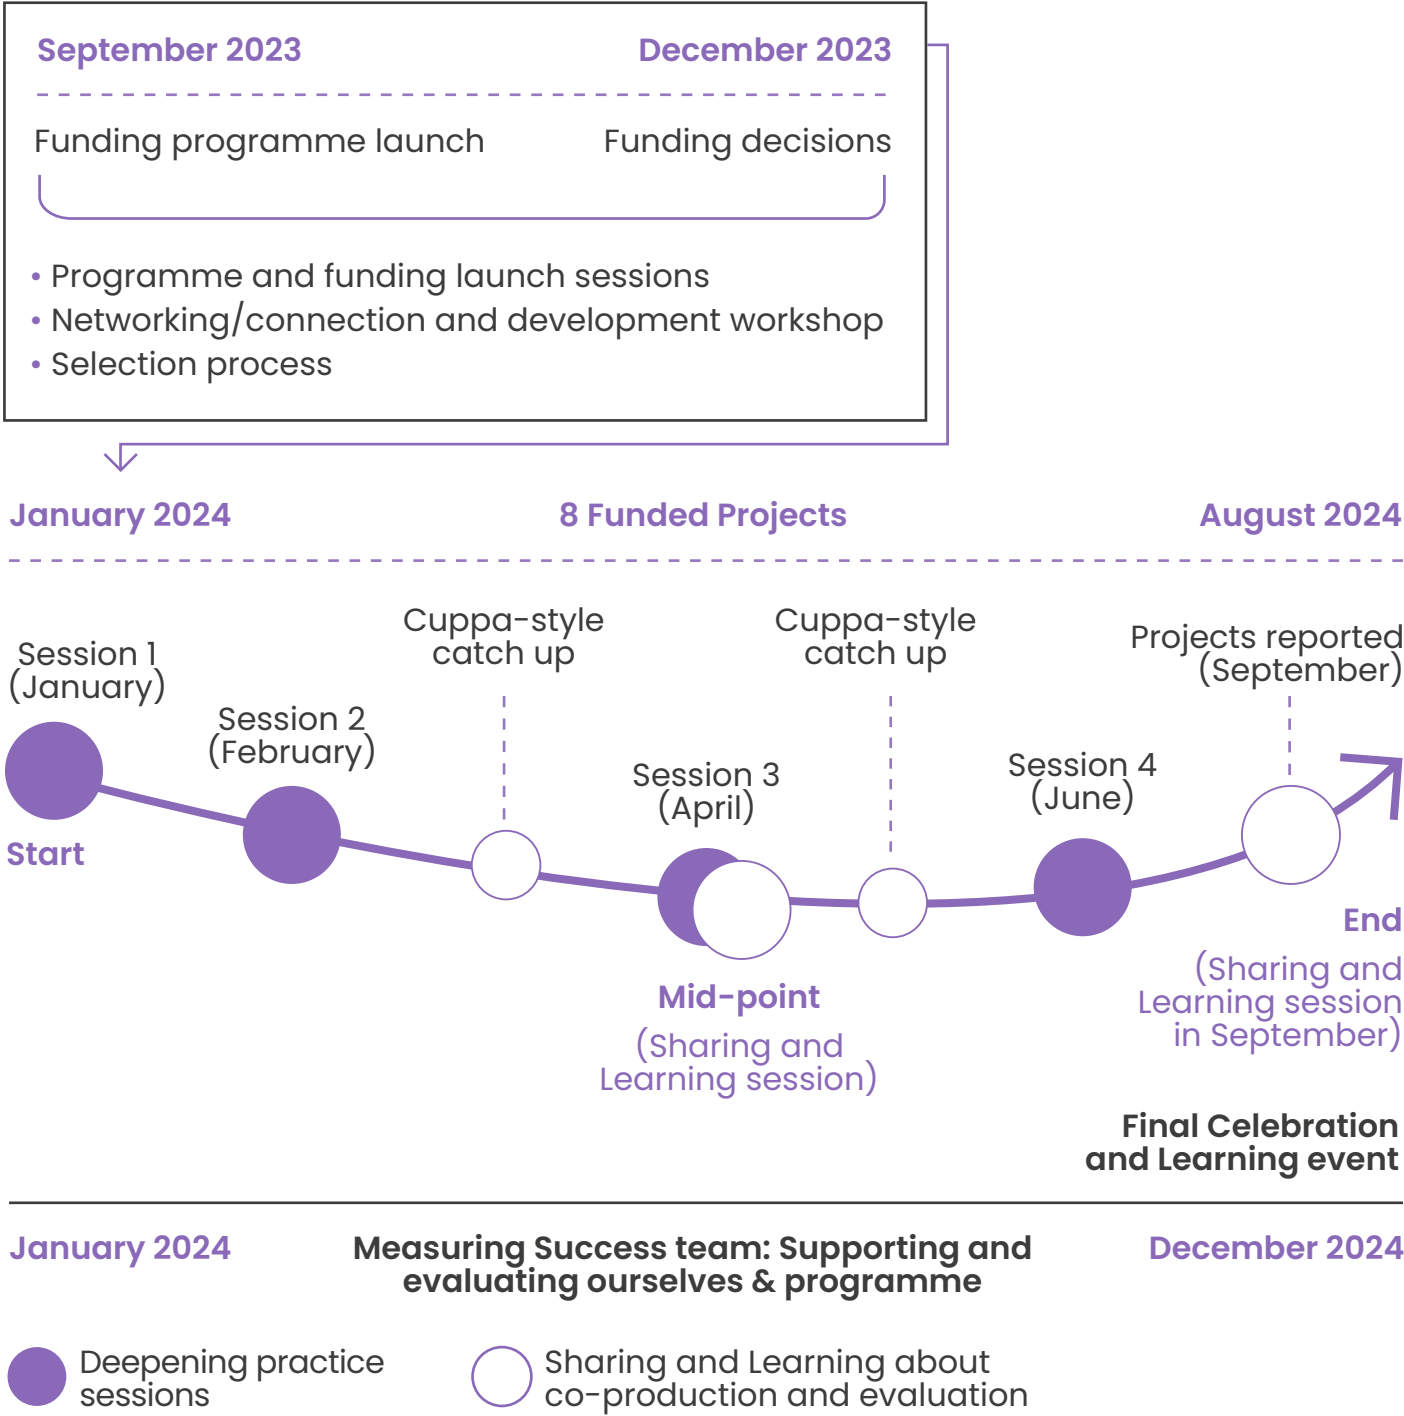 September 2023
December 2023
Funding programme launch
Funding decisions
• Programme and funding launch sessions
• Networking/connection and development workshop
• Selection process
January 2024
8 Funded Projects
August 2024
Session 1
(January)
Start
Session 2
(February)
Cuppa-style
catch up
Session 3
(April)
Mid-point
(Sharing and
Learning session)
Cuppa-style
catch up
Session 4
(June)
Projects reported
(September)
End
(Sharing and
Learning session
in September)
Final Celebration
and Learning event
January 2024
Measuring Success team: Supporting and
evaluating ourselves & programme
December 2024
Deepening practice
sessions
Sharing and Learning about
co-production and evaluation